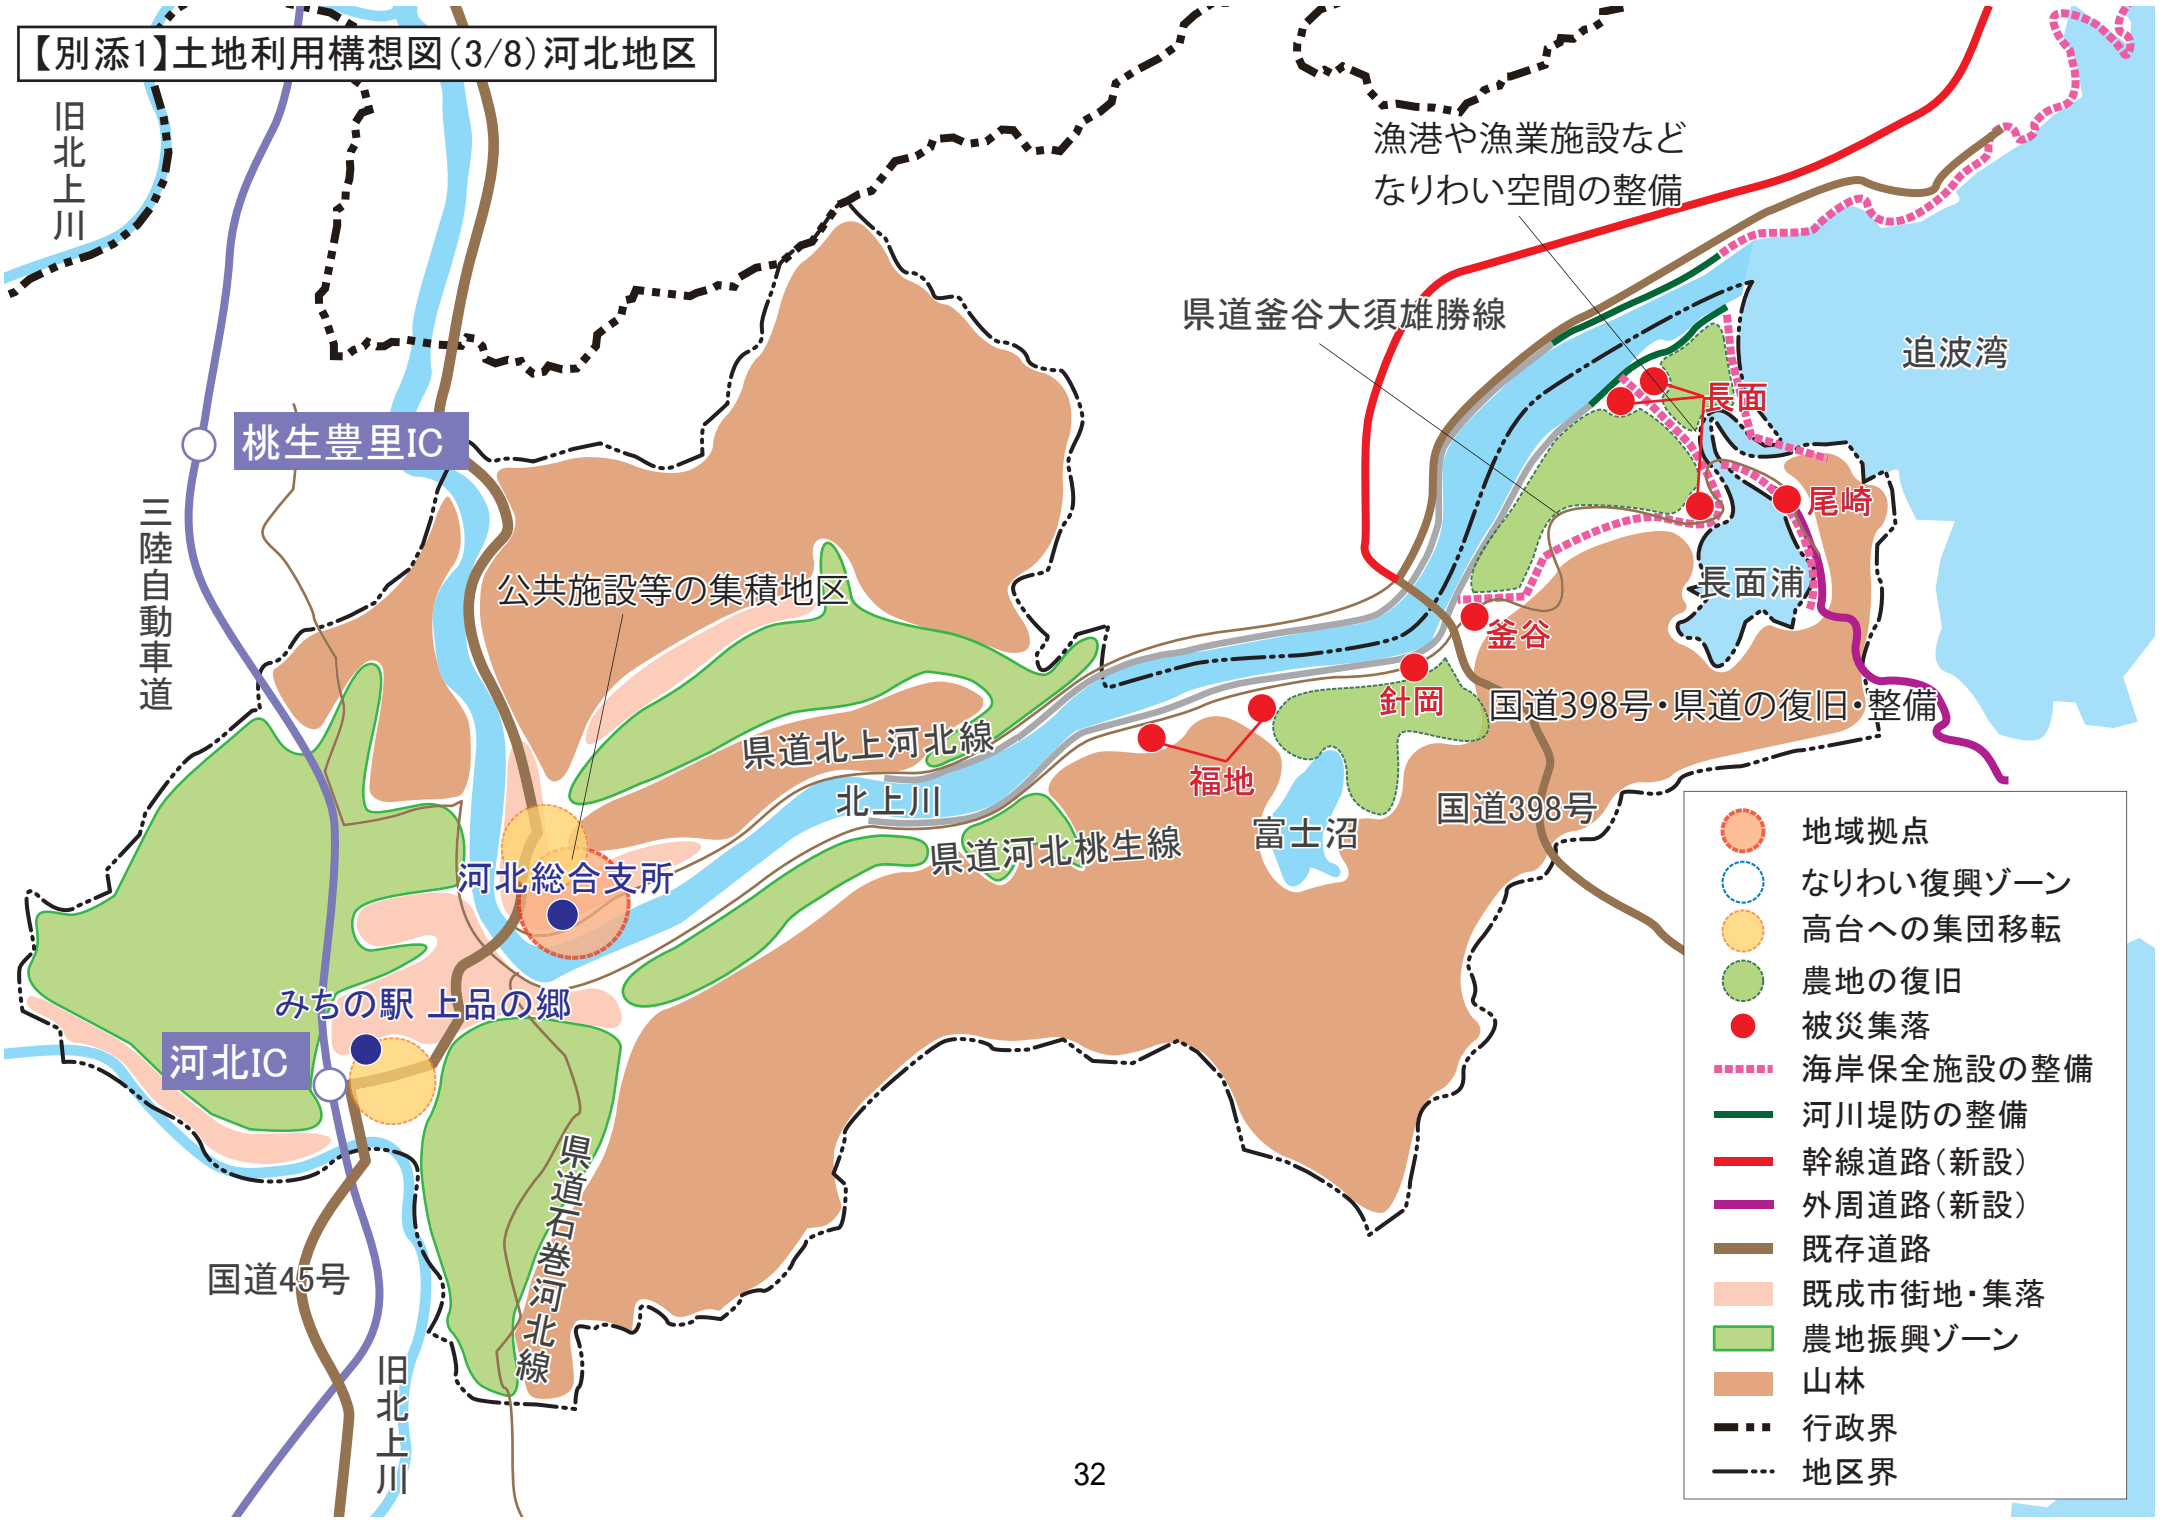 【別添1】土地利用構想図(3/8)河北地区
旧北上川
漁港や漁業施設など
なりわい空間の整備
県道釜谷大須雄勝線
追波湾
長面
桃生豊里IC
尾崎
三陸自動車道
公共施設等の集積地区
長面浦
釜谷
針岡
国道398号・県道の復旧・整備
県道北上河北線
福地
北上川
国道398号
富士沼
県道河北桃生線
河北総合支所
みちの駅 上品の郷
河北IC
県道石巻河北線
国道45号
旧北上川
地域拠点
なりわい復興ゾーン
高台への集団移転
農地の復旧
被災集落
海岸保全施設の整備
河川堤防の整備
幹線道路(新設)
外周道路(新設)
既存道路
既成市街地・集落
農地振興ゾーン
山林
行政界
地区界
32